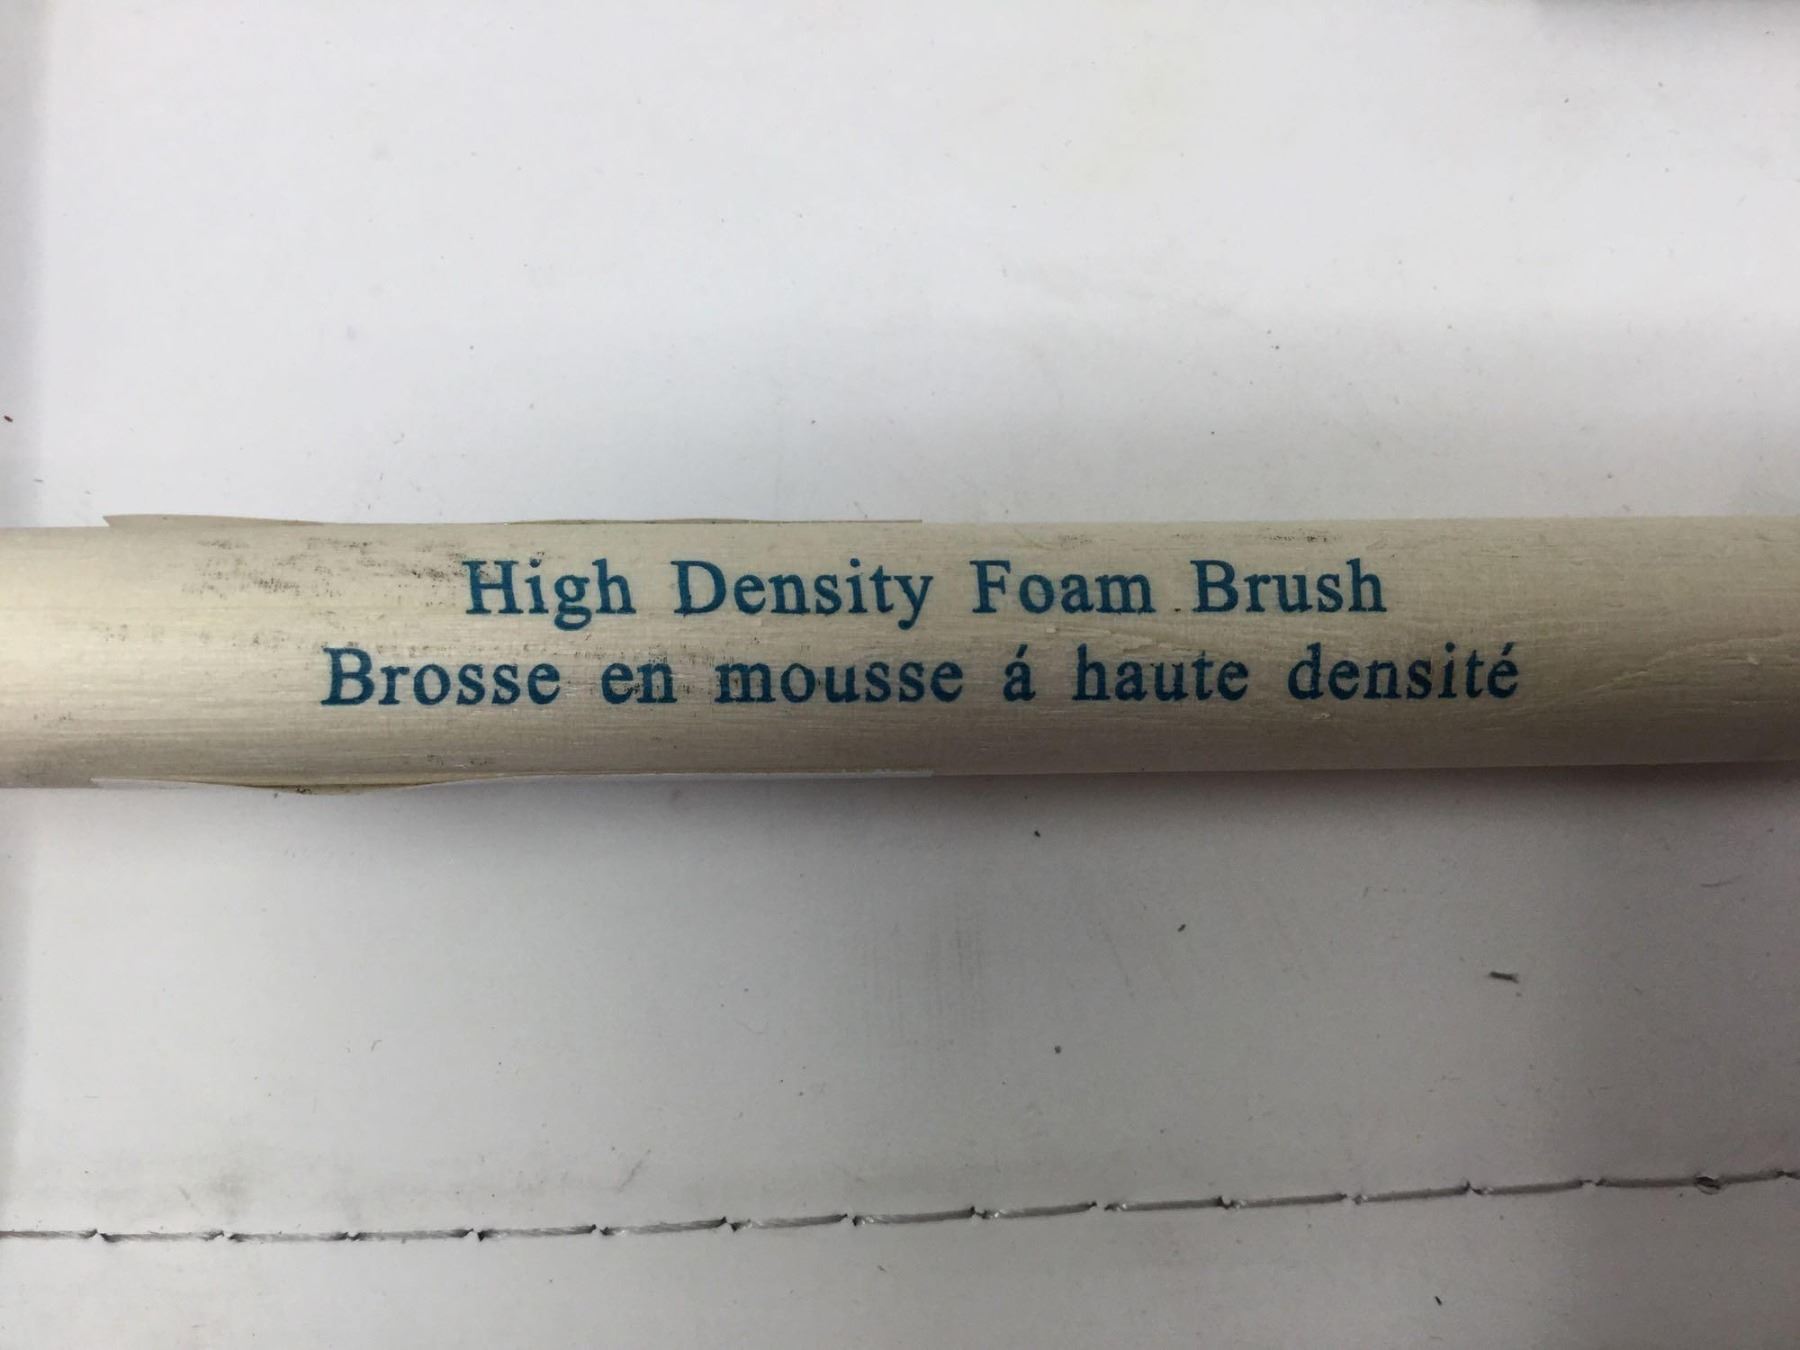 High Density Foam Brush
Brosse en mousse á haute densité